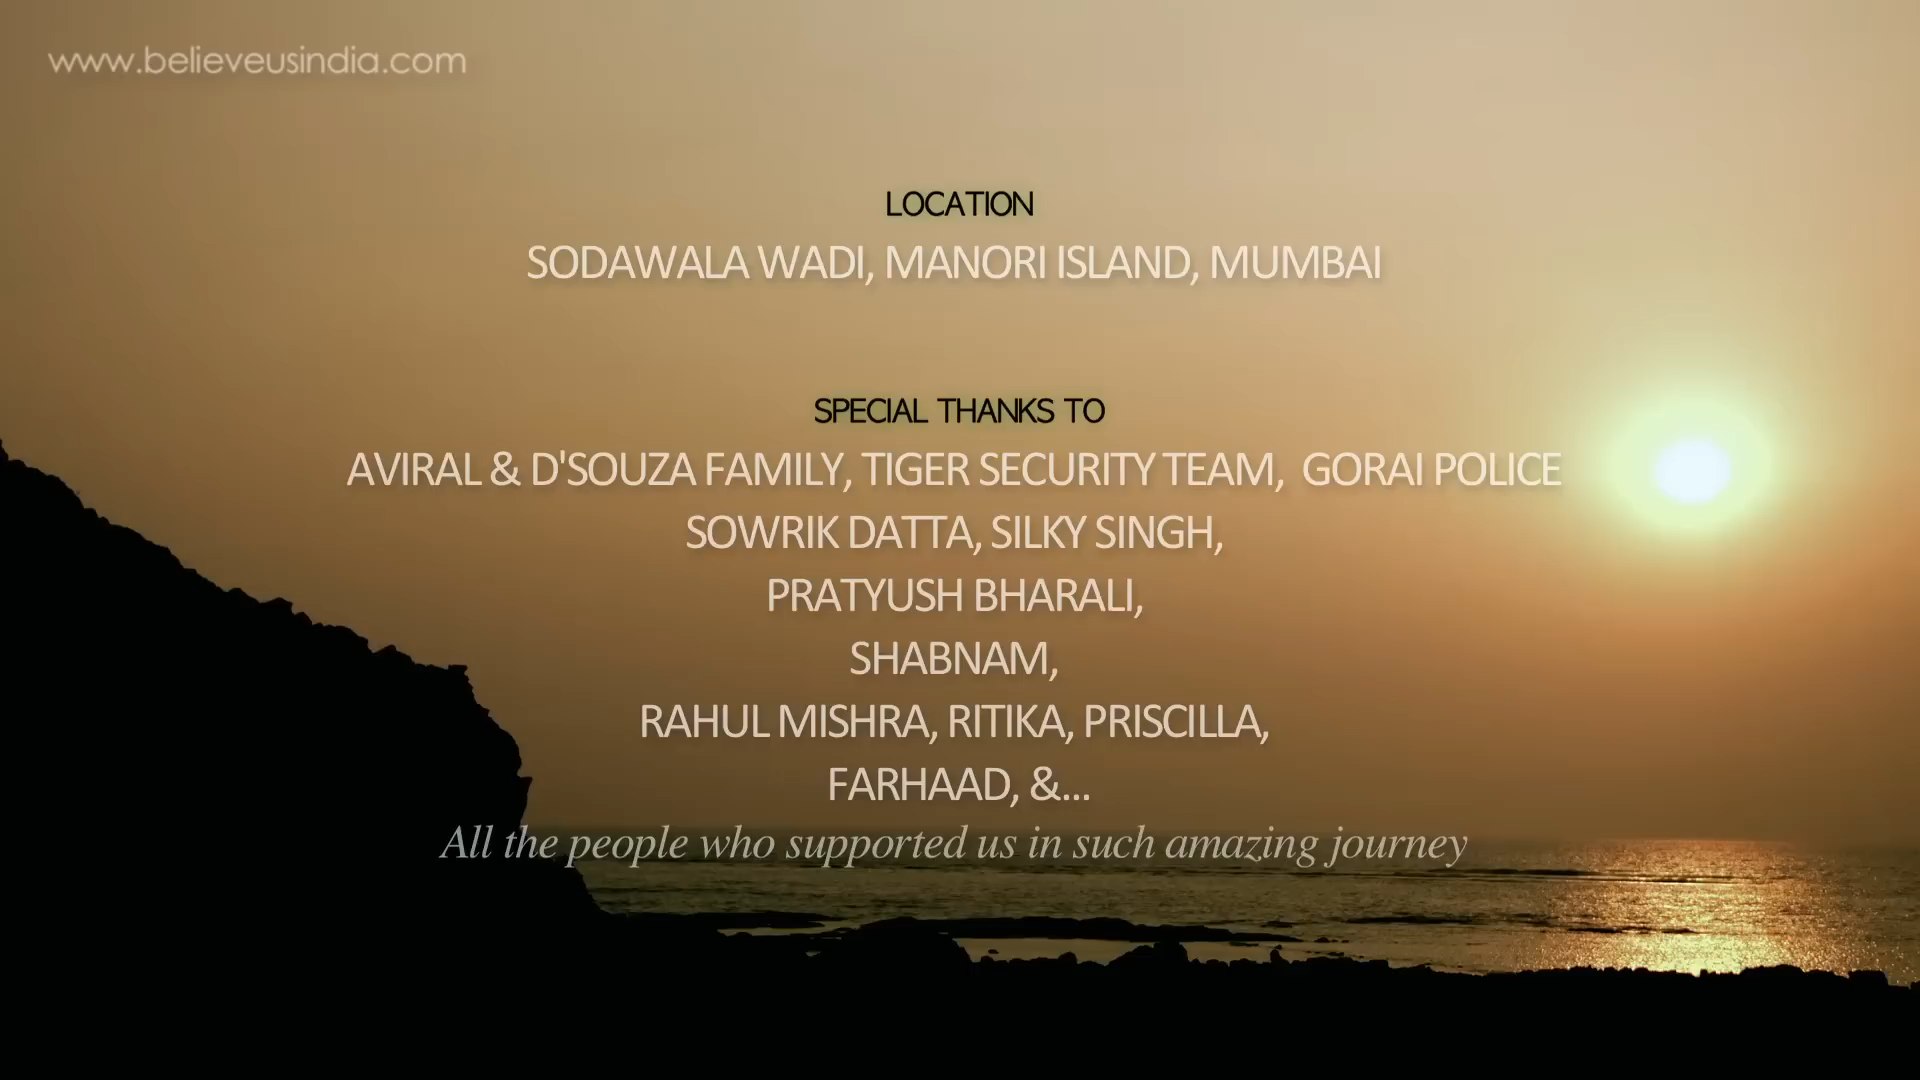 www.believeusindia.com
LOCATION
SODAWALA WADI, MANORI ISLAND, MUMBAI
SPECIAL THANKS TO
AVIRAL & D'SOUZA FAMILY, TIGER SECURITY TEAM, GORAI POLICE
SOWRIK DATTA, SILKY SINGH,
PRATYUSH BHARALI,
SHABNAM,
RAHUL MISHRA, RITIKA, PRISCILLA,
FARHAAD, &...
All the people who supported us in such amazing journey